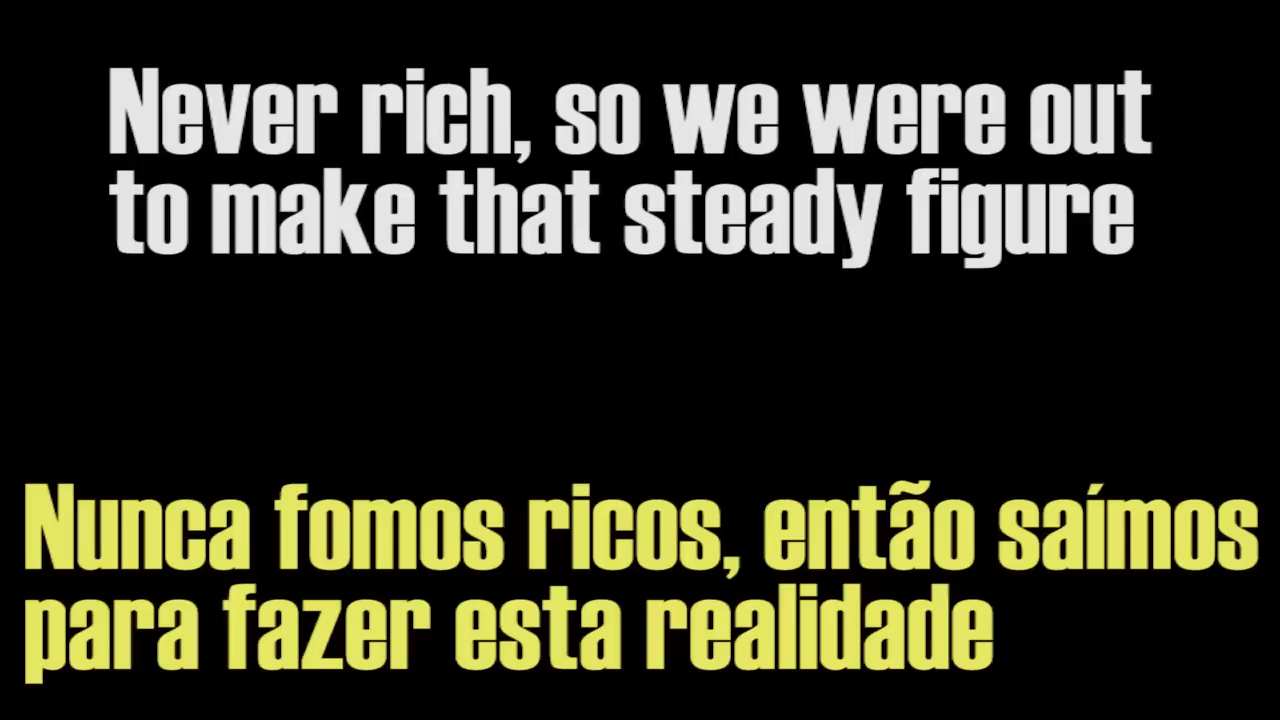 Never rich, so we were out
to make that steady figure
Nunca fomos ricos, então saímos
para fazer esta realidade